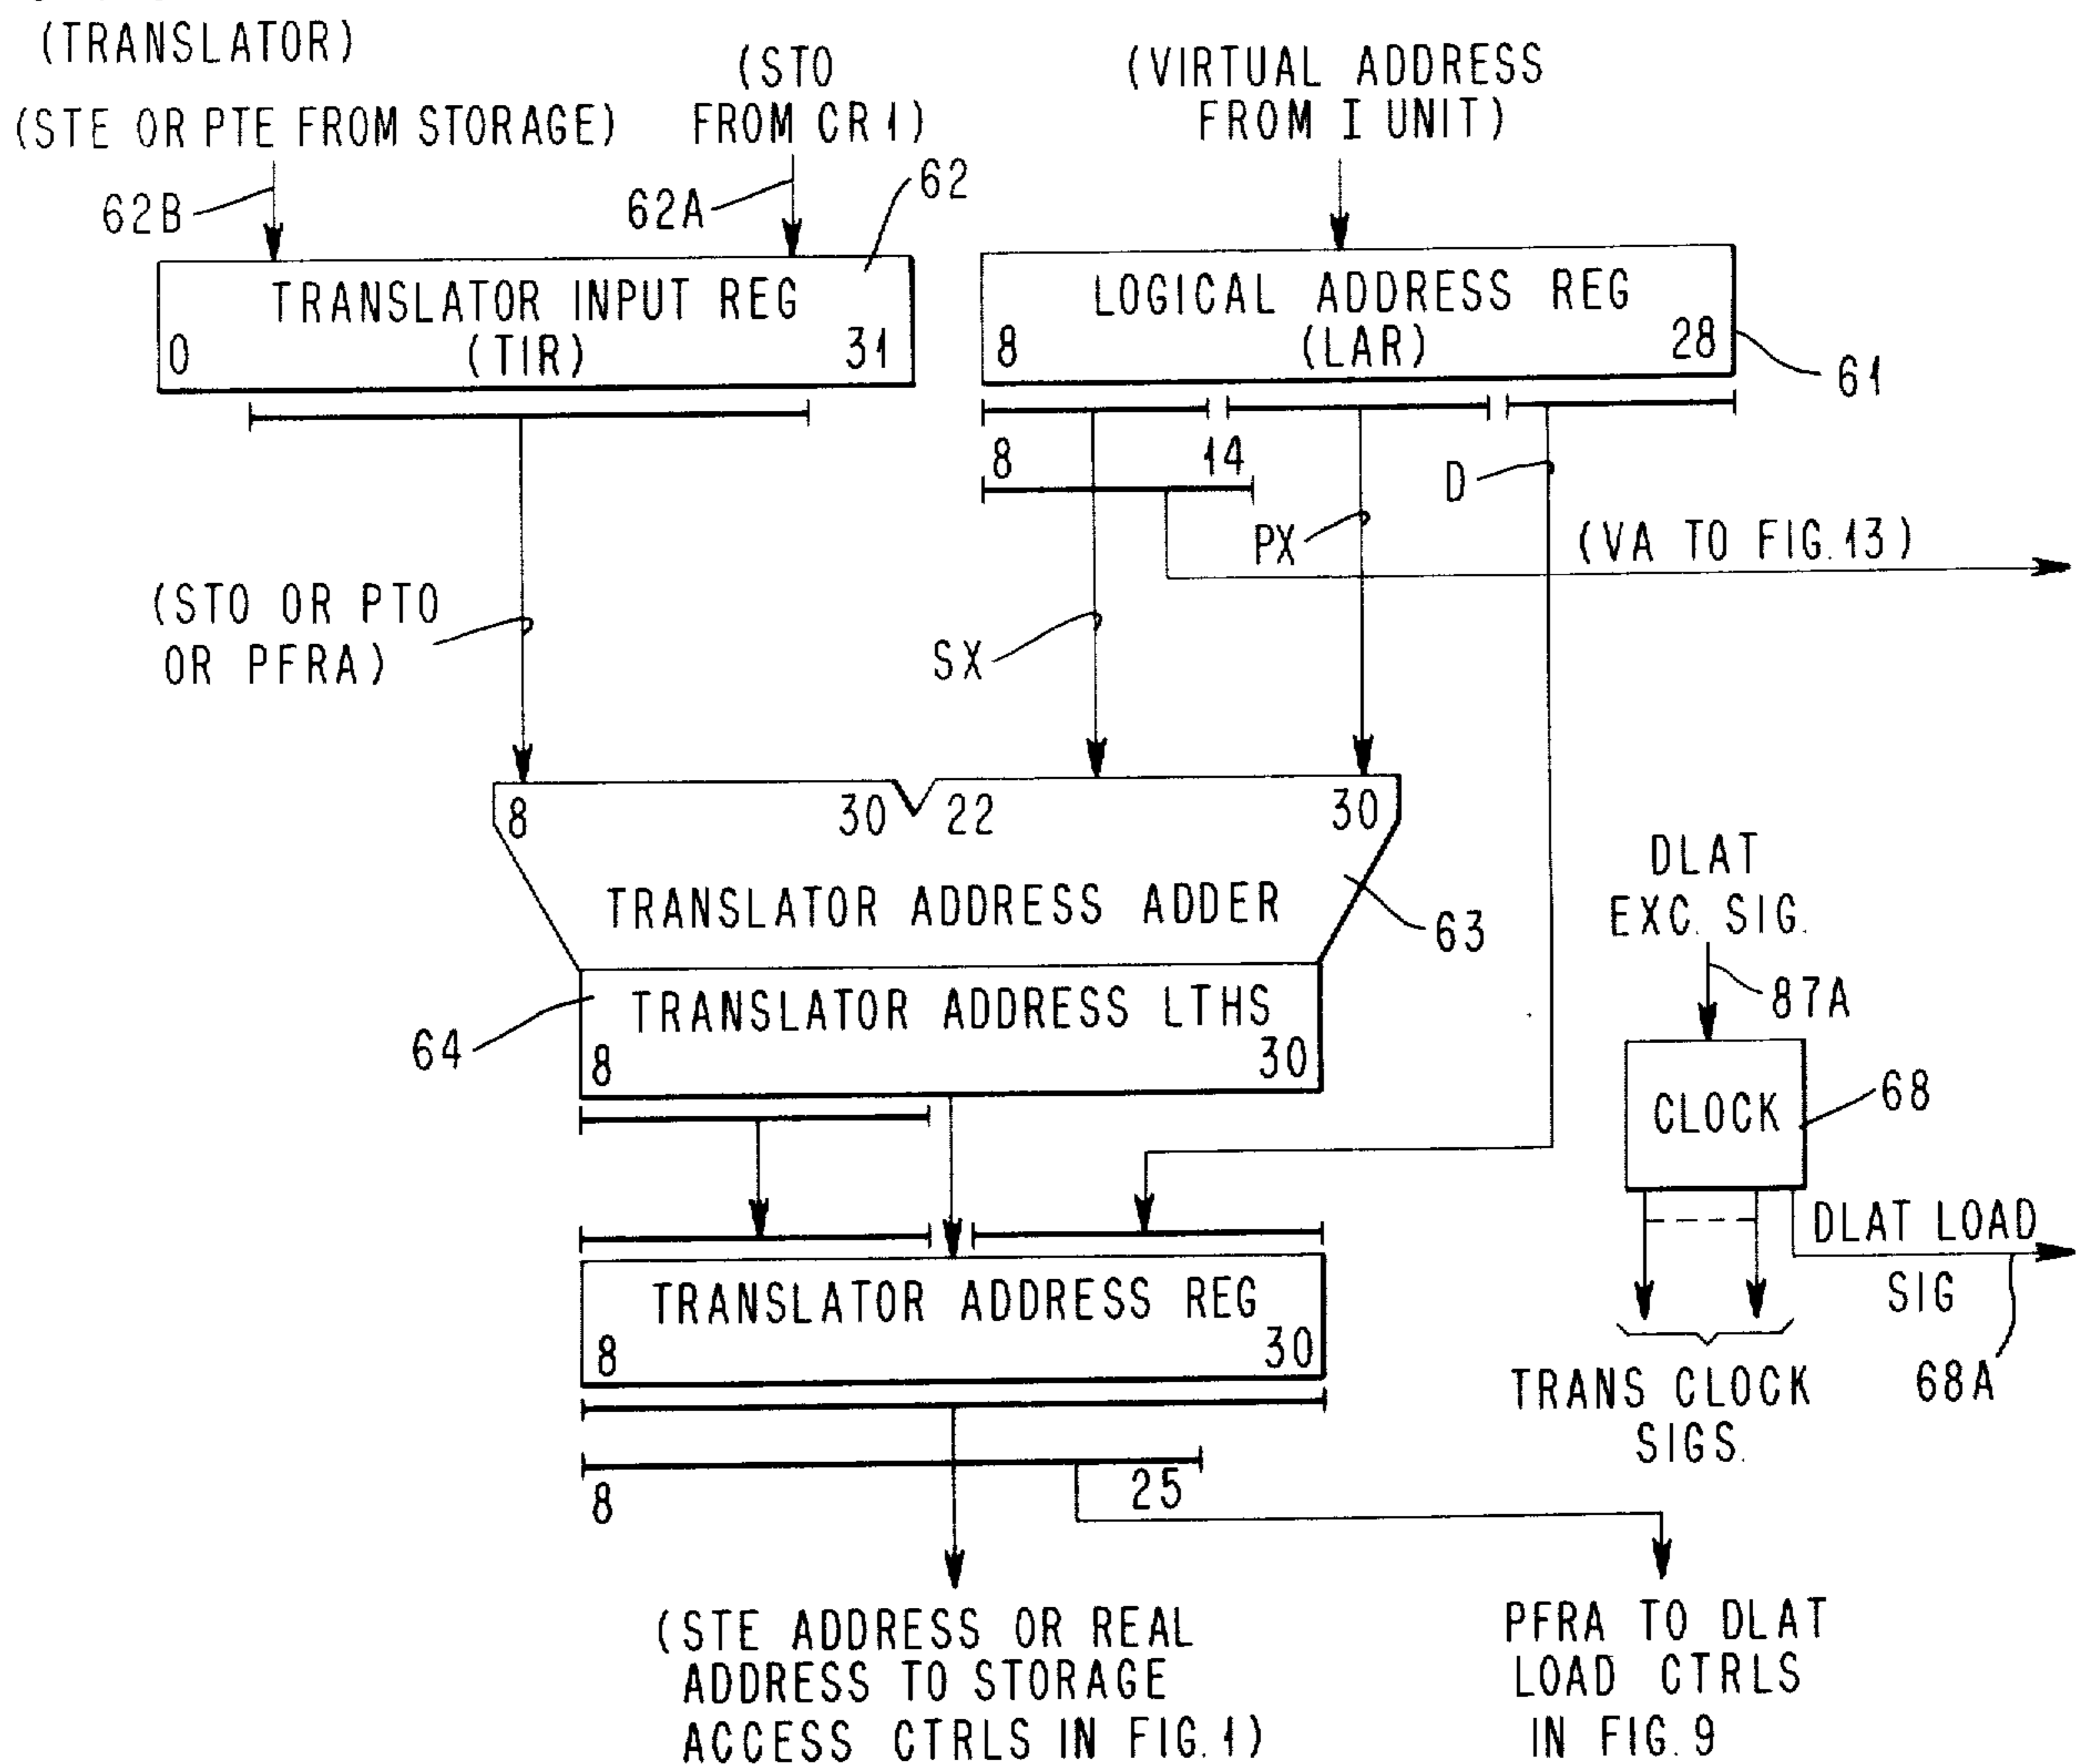 (TRANSLATOR)
(STE OR PTE FROM STORAGE)
(STO
FROM CR1)
(VIRTUAL ADDRESS
FROM I UNIT)
62B
62A
62
TRANSLATOR INPUT REG
(TIR)
0
31
LOGICAL ADDRESS REG
(LAR)
8
28
61
8
14
D
PX
(VA TO FIG.13)
(STO OR PTO
OR PFRA)
SX
8
30
22
30
TRANSLATOR ADDRESS ADDER
63
DLAT
EXC. SIG.
87A
TRANSLATOR ADDRESS LTHS
64
8
30
CLOCK
68
DLAT LOAD
SIG
68A
TRANSLATOR ADDRESS REG
8
30
TRANS CLOCK
SIGS.
8
25
(STE ADDRESS OR REAL
ADDRESS TO STORAGE
ACCESS CTRLS IN FIG.1)
PFRA TO DLAT
LOAD CTRLS
IN FIG.9